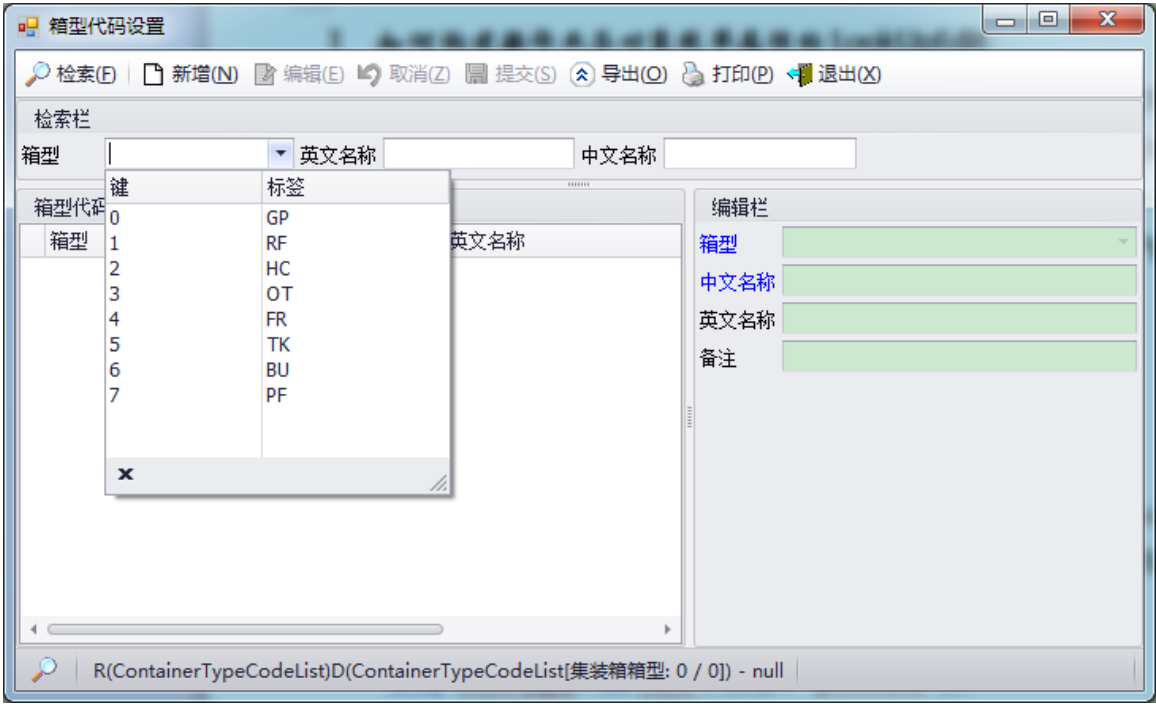 箱型代码设置
检索(F) 新增(N) 编辑(E) 取消(Z) 提交(S) 导出(O) 打印(P) 退出(X)
检索栏
箱型 英文名称 中文名称
键 标签
0 GP
1 RF
2 HC
3 OT
4 FR
5 TK
6 BU
7 PF
x
箱型代码
箱型 英文名称
编辑栏
箱型
中文名称
英文名称
备注
R(ContainerTypeCodeList)D(ContainerTypeCodeList[集装箱箱型: 0 / 0]) - null